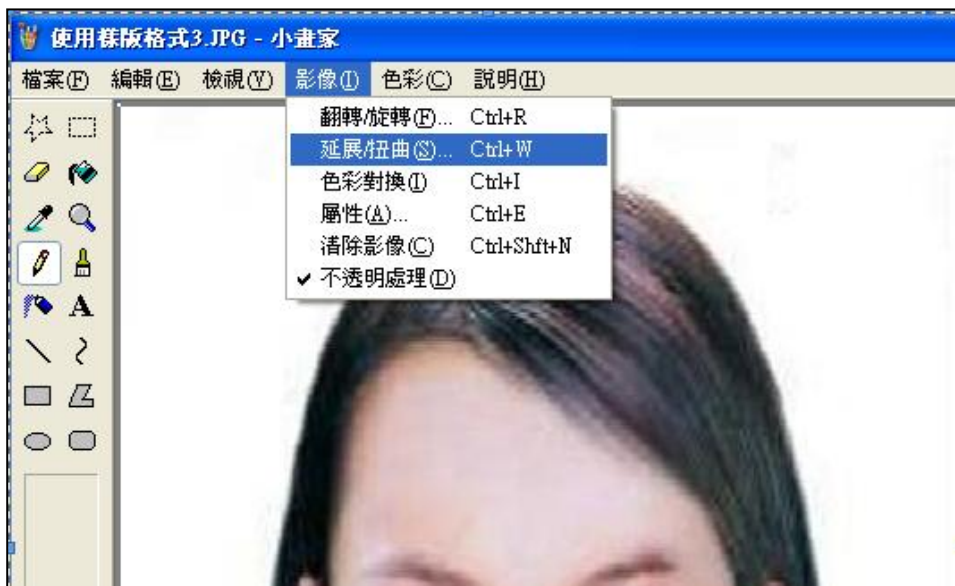 使用樣版格式3.JPG - 小畫家
檔案(F) 編輯(E) 檢視(V) 影像(I) 色彩(C) 說明(H)
翻轉/旋轉(F)... Ctrl+R
延展/扭曲(S)... Ctrl+W
色彩對換(I) Ctrl+I
屬性(A)... Ctrl+E
清除影像(C) Ctrl+Shft+N
✓ 不透明處理(D)
A